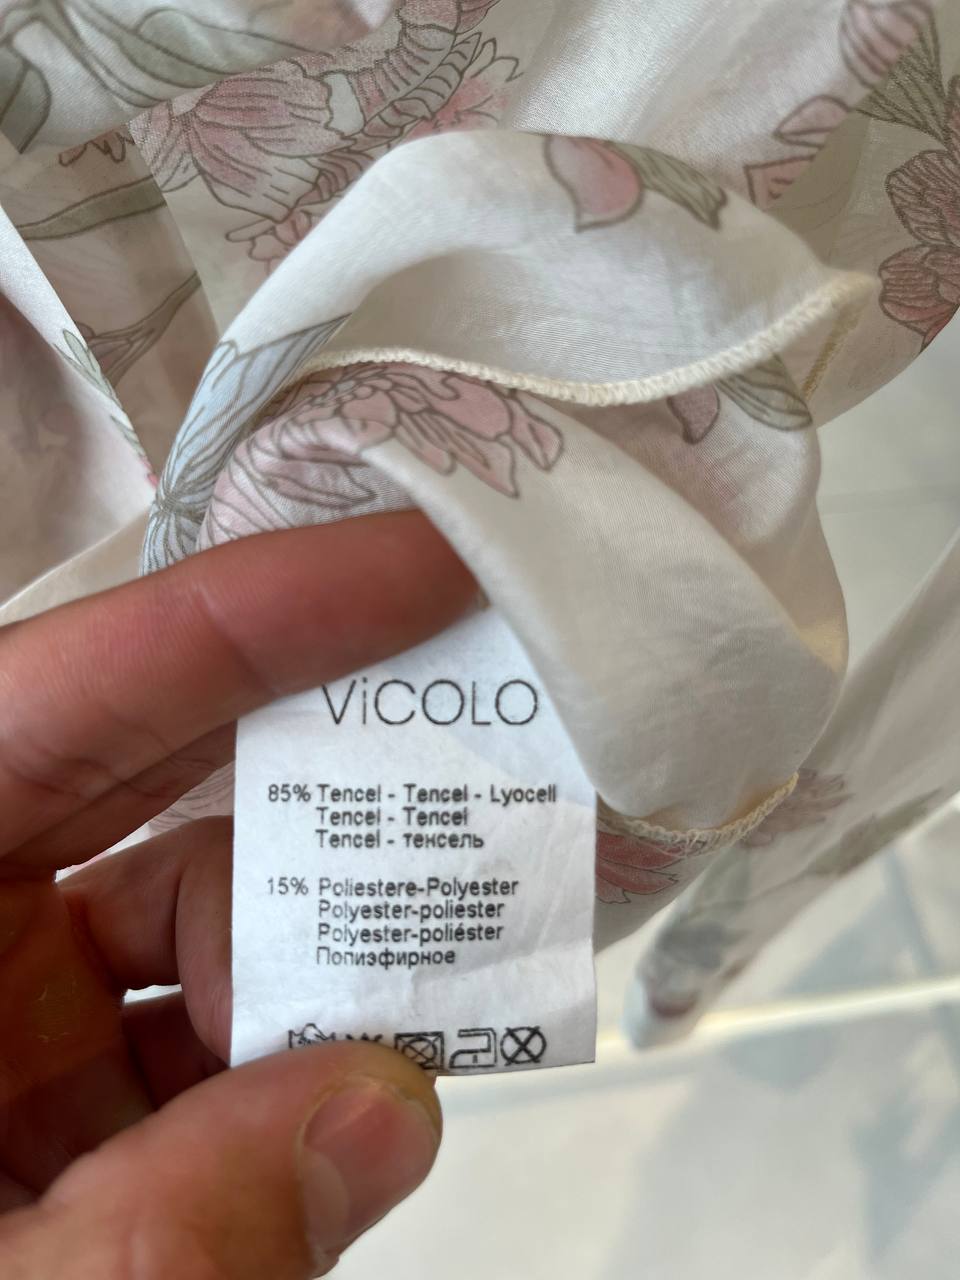 ViCOLO
85% Tencel - Tencel - Lyocell
Tencel - Tencel
Tencel - тенсель
15% Poliestere-Polyester
Polyester-poliester
Polyester-poliéster
Полиэфирное